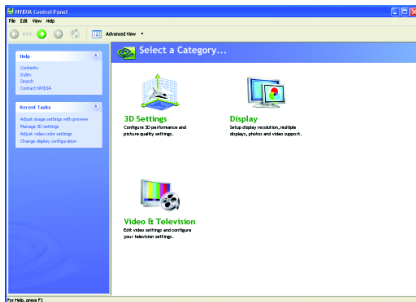 NVIDIA Control Panel
File Edit View Help
Back
Advanced View
Help
Contents
Index
Search
Contact NVIDIA
Recent Tasks
Adjust image settings with preview
Manage 3D settings
Adjust video color settings
Change display configuration
Select a Category...
3D Settings
Configure 3D performance and
picture quality settings.
Display
Setup display resolution, multiple
displays, photos and video support.
Video & Television
Edit video settings and configure
your television settings.
For Help, press F1